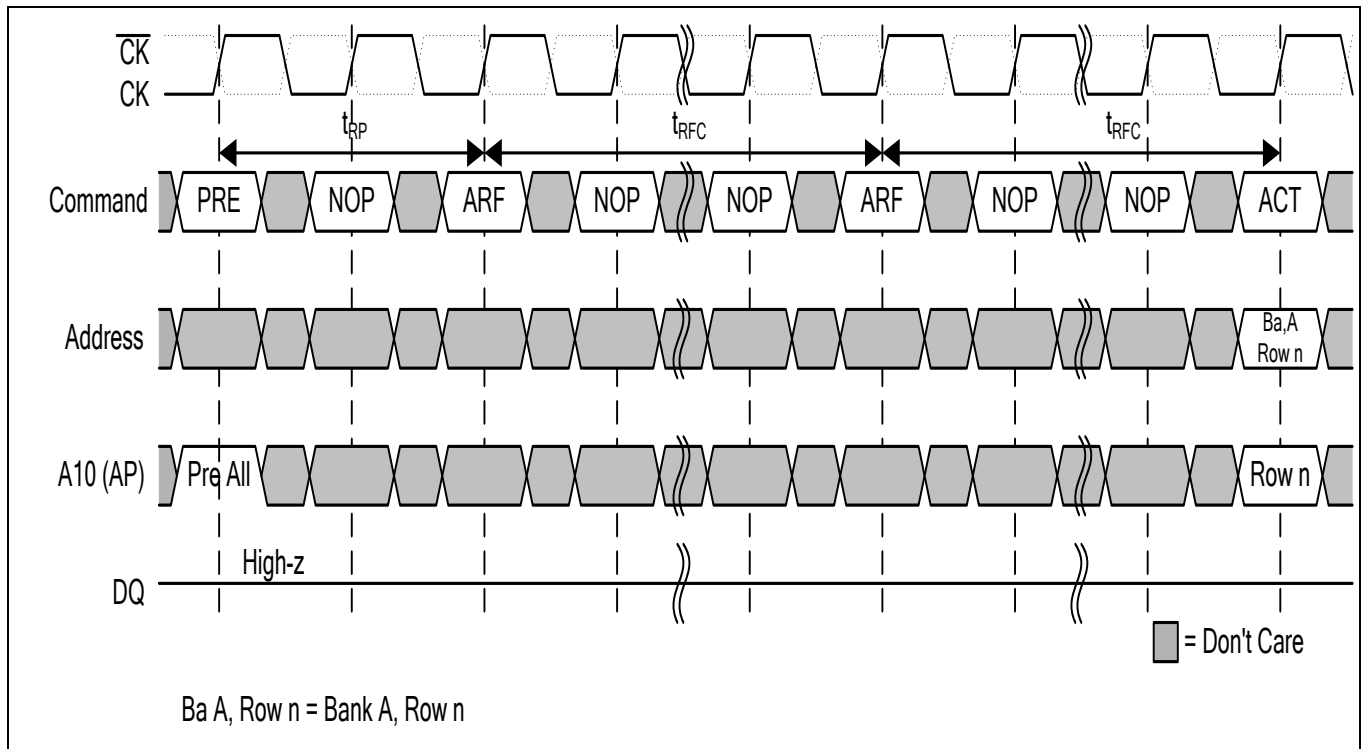 CK
CK
tRP
tRFC
tRFC
Command
PRE
NOP
ARF
NOP
NOP
ARF
NOP
NOP
ACT
Address
Ba,A
Row n
A10 (AP)
Pre All
Row n
High-z
DQ
= Don't Care
Ba A, Row n = Bank A, Row n